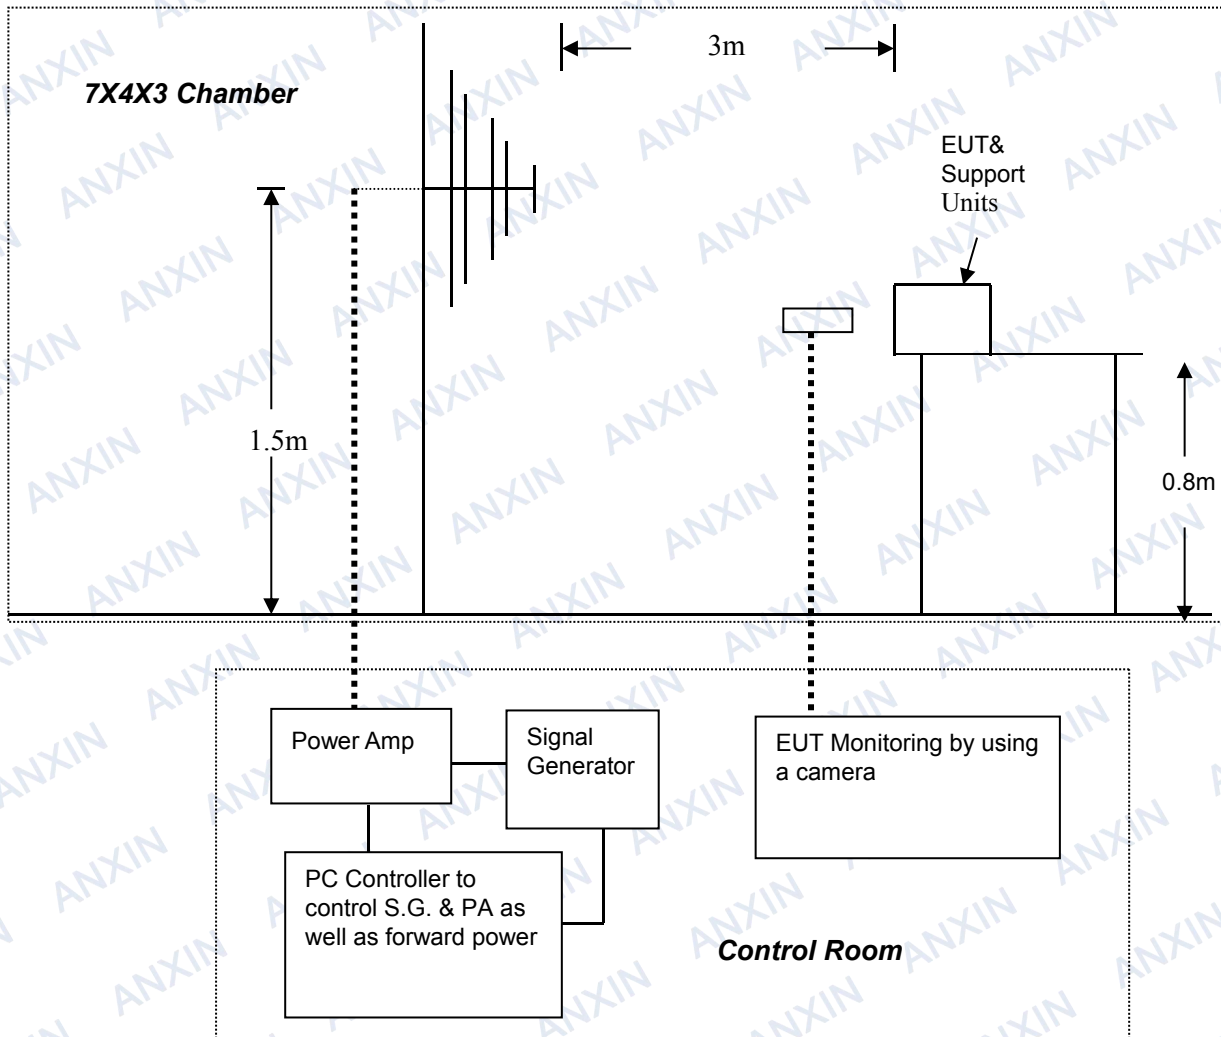 3m
7X4X3 Chamber
EUT&
Support
Units
1.5m
0.8m
Power Amp
Signal
Generator
EUT Monitoring by using
a camera
PC Controller to
control S.G. & PA as
well as forward power
Control Room
ANXIN